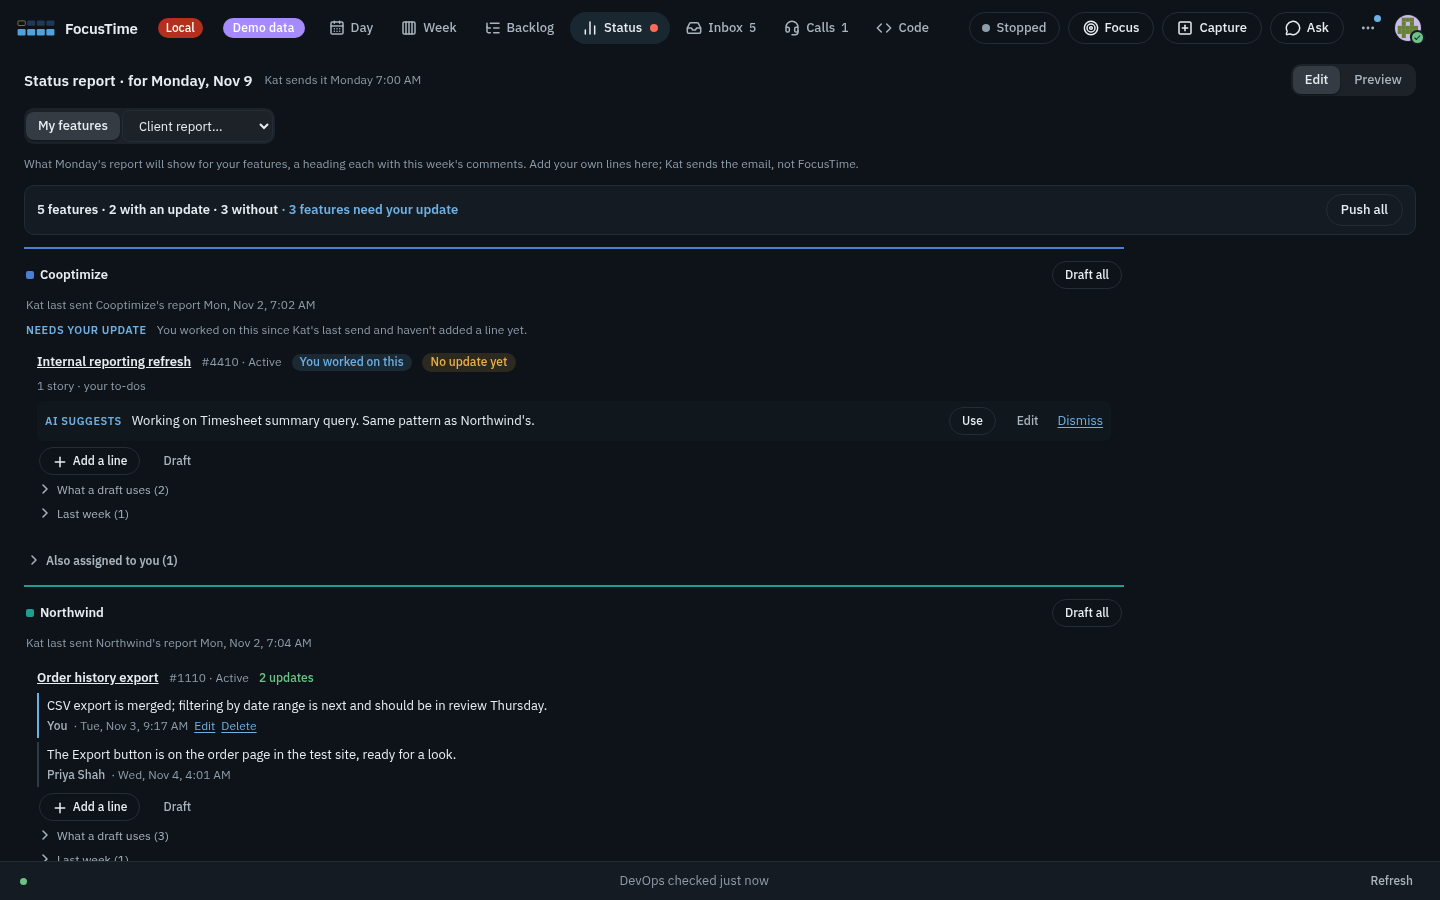 FocusTime Local Demo data Day Week Backlog Status Inbox 5 Calls 1 Code Stopped Focus Capture Ask
Status report · for Monday, Nov 9 Kat sends it Monday 7:00 AM Edit Preview
My features Client report...
What Monday's report will show for your features, a heading each with this week's comments. Add your own lines here; Kat sends the email, not FocusTime.
5 features · 2 with an update · 3 without · 3 features need your update Push all
Cooptimize Draft all
Kat last sent Cooptimize's report Mon, Nov 2, 7:02 AM
NEEDS YOUR UPDATE You worked on this since Kat's last send and haven't added a line yet.
Internal reporting refresh #4410 · Active You worked on this No update yet
1 story · your to-dos
AI SUGGESTS Working on Timesheet summary query. Same pattern as Northwind's. Use Edit Dismiss
Add a line Draft
What a draft uses (2)
Last week (1)
Also assigned to you (1)
Northwind Draft all
Kat last sent Northwind's report Mon, Nov 2, 7:04 AM
Order history export #1110 · Active 2 updates
CSV export is merged; filtering by date range is next and should be in review Thursday.
You · Tue, Nov 3, 9:17 AM Edit Delete
The Export button is on the order page in the test site, ready for a look.
Priya Shah · Wed, Nov 4, 4:01 AM
Add a line Draft
What a draft uses (3)
Last week (1)
DevOps checked just now Refresh